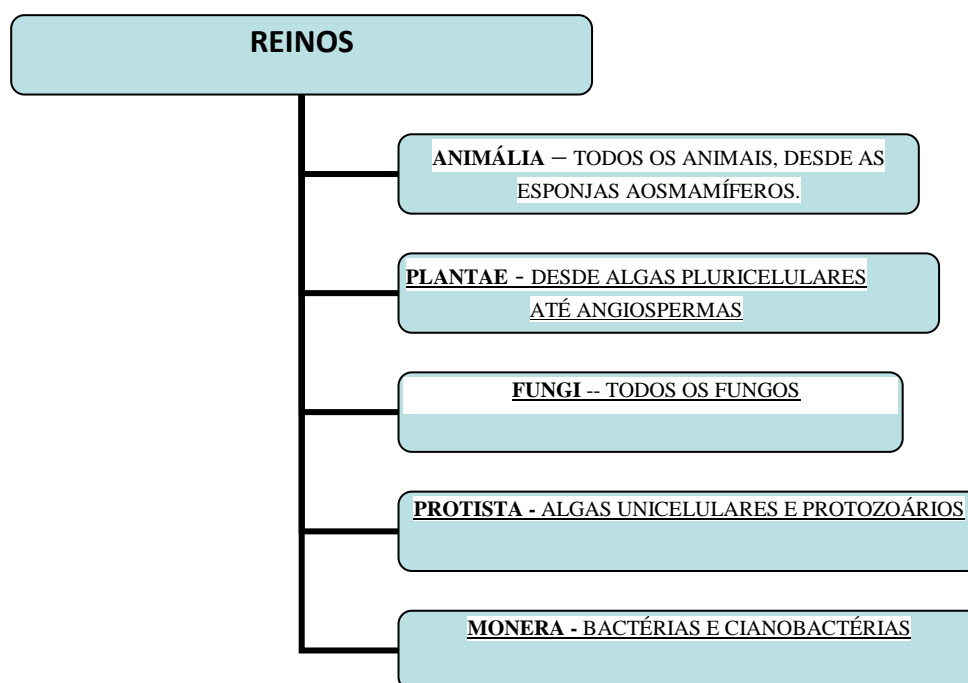 REINOS
ANIMÁLIA – TODOS OS ANIMAIS, DESDE AS
ESPONJAS AOSMAMÍFEROS.
PLANTAE - DESDE ALGAS PLURICELULARES
ATÉ ANGIOSPERMAS
FUNGI -- TODOS OS FUNGOS
PROTISTA - ALGAS UNICELULARES E PROTOZOÁRIOS
MONERA - BACTÉRIAS E CIANOBACTÉRIAS